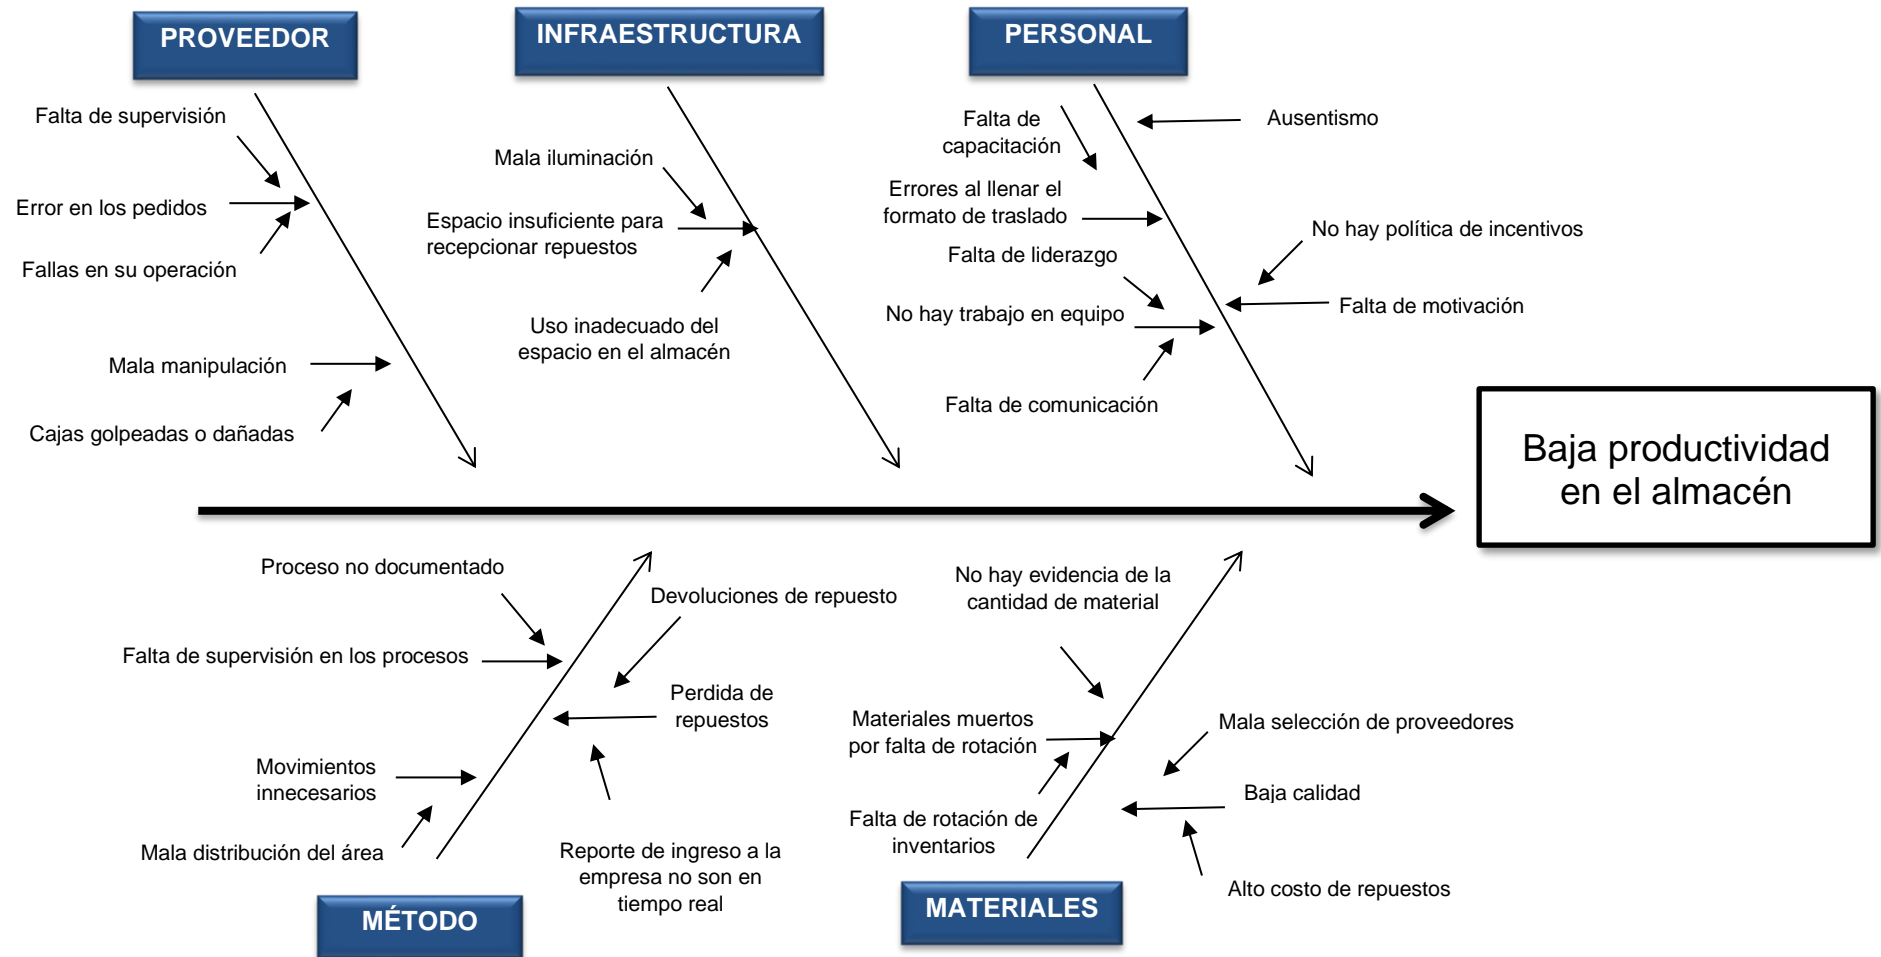 PROVEEDOR
INFRAESTRUCTURA
PERSONAL
Falta de supervisión
Error en los pedidos
Fallas en su operación
Mala manipulación
Cajas golpeadas o dañadas
Mala iluminación
Espacio insuficiente para
recepcionar repuestos
Uso inadecuado del
espacio en el almacén
Falta de
capacitación
Ausentismo
Errores al llenar el
formato de traslado
No hay política de incentivos
Falta de liderazgo
Falta de motivación
No hay trabajo en equipo
Falta de comunicación
Baja productividad
en el almacén
Proceso no documentado
Devoluciones de repuesto
Falta de supervisión en los procesos
Perdida de
repuestos
Movimientos
innecesarios
Mala distribución del área
Reporte de ingreso a la
empresa no son en
tiempo real
No hay evidencia de la
cantidad de material
Materiales muertos
por falta de rotación
Mala selección de proveedores
Baja calidad
Falta de rotación de
inventarios
Alto costo de repuestos
MÉTODO
MATERIALES